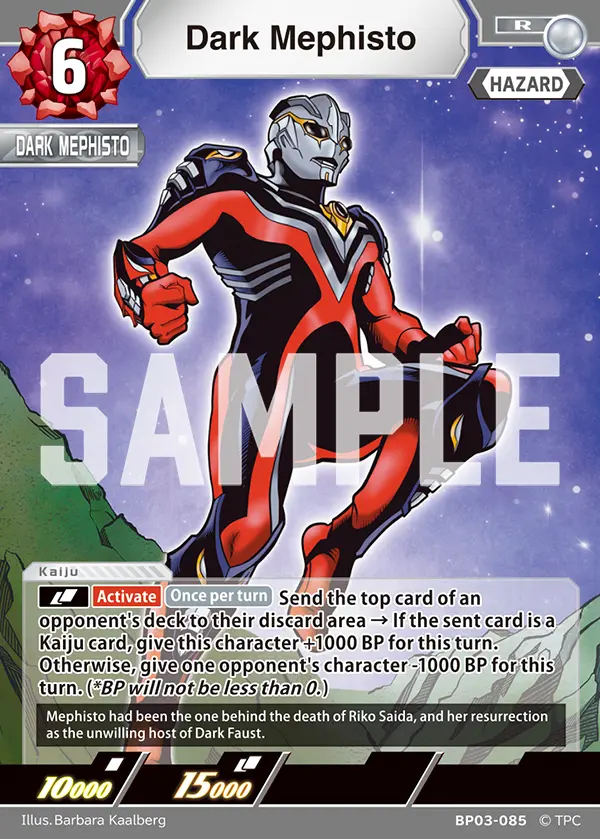 6
Dark Mephisto
R
HAZARD
DARK MEPHISTO
SAMPLE
Kaiju
Activate Once per turn Send the top card of an
opponent's deck to their discard area → If the sent card is a
Kaiju card, give this character +1000 BP for this turn.
Otherwise, give one opponent's character -1000 BP for this
turn. (*BP will not be less than 0.)
Mephisto had been the one behind the death of Riko Saida, and her resurrection
as the unwilling host of Dark Faust.
10000
15000
Illus. Barbara Kaalberg
BP03-085 © TPC